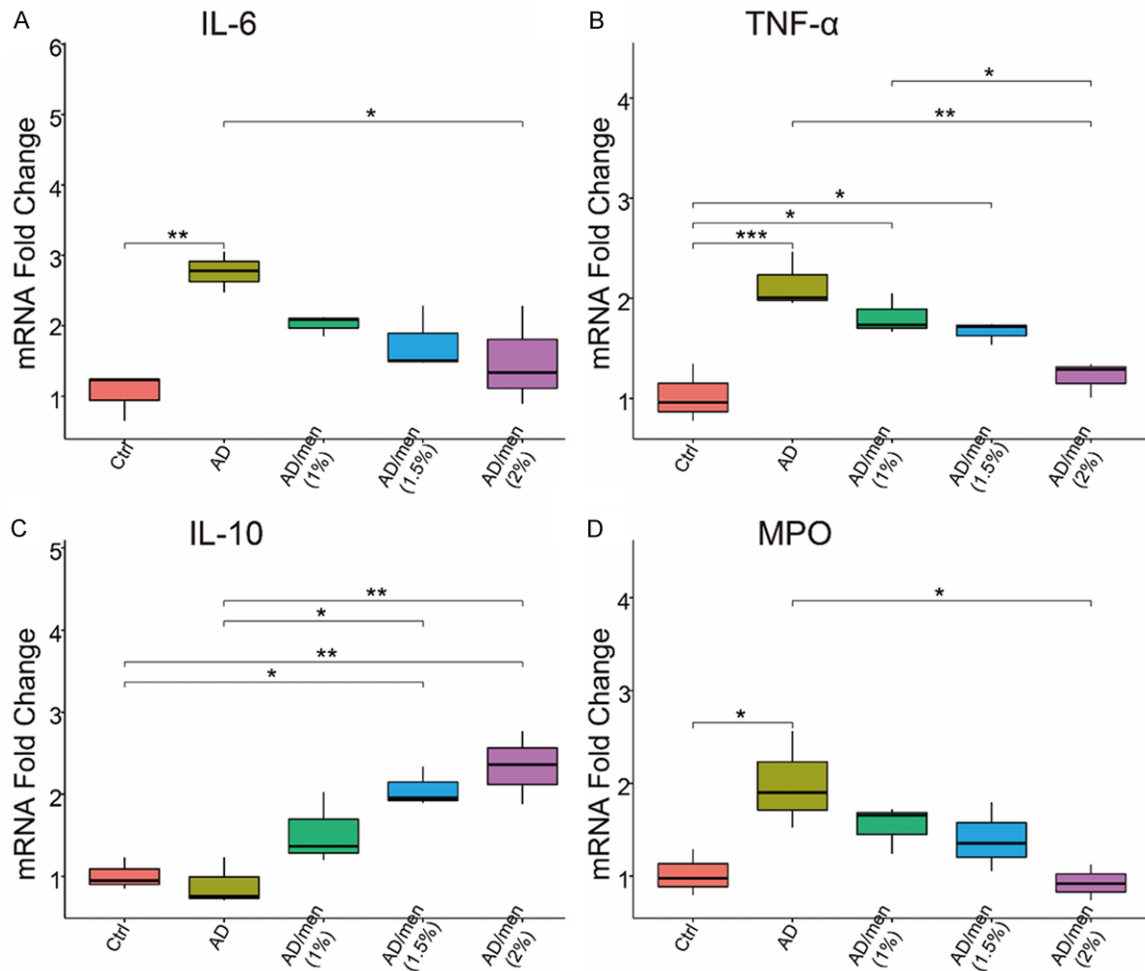 A
IL-6
mRNA Fold Change
6
5
4
3
2
1
*
**
Ctrl
AD
AD/men
(1%)
AD/men
(1.5%)
AD/men
(2%)
B
TNF-α
mRNA Fold Change
4
3
2
1
*
**
*
*
***
Ctrl
AD
AD/men
(1%)
AD/men
(1.5%)
AD/men
(2%)
C
IL-10
mRNA Fold Change
5
4
3
2
1
**
*
**
*
Ctrl
AD
AD/men
(1%)
AD/men
(1.5%)
AD/men
(2%)
D
MPO
mRNA Fold Change
4
3
2
1
*
*
Ctrl
AD
AD/men
(1%)
AD/men
(1.5%)
AD/men
(2%)